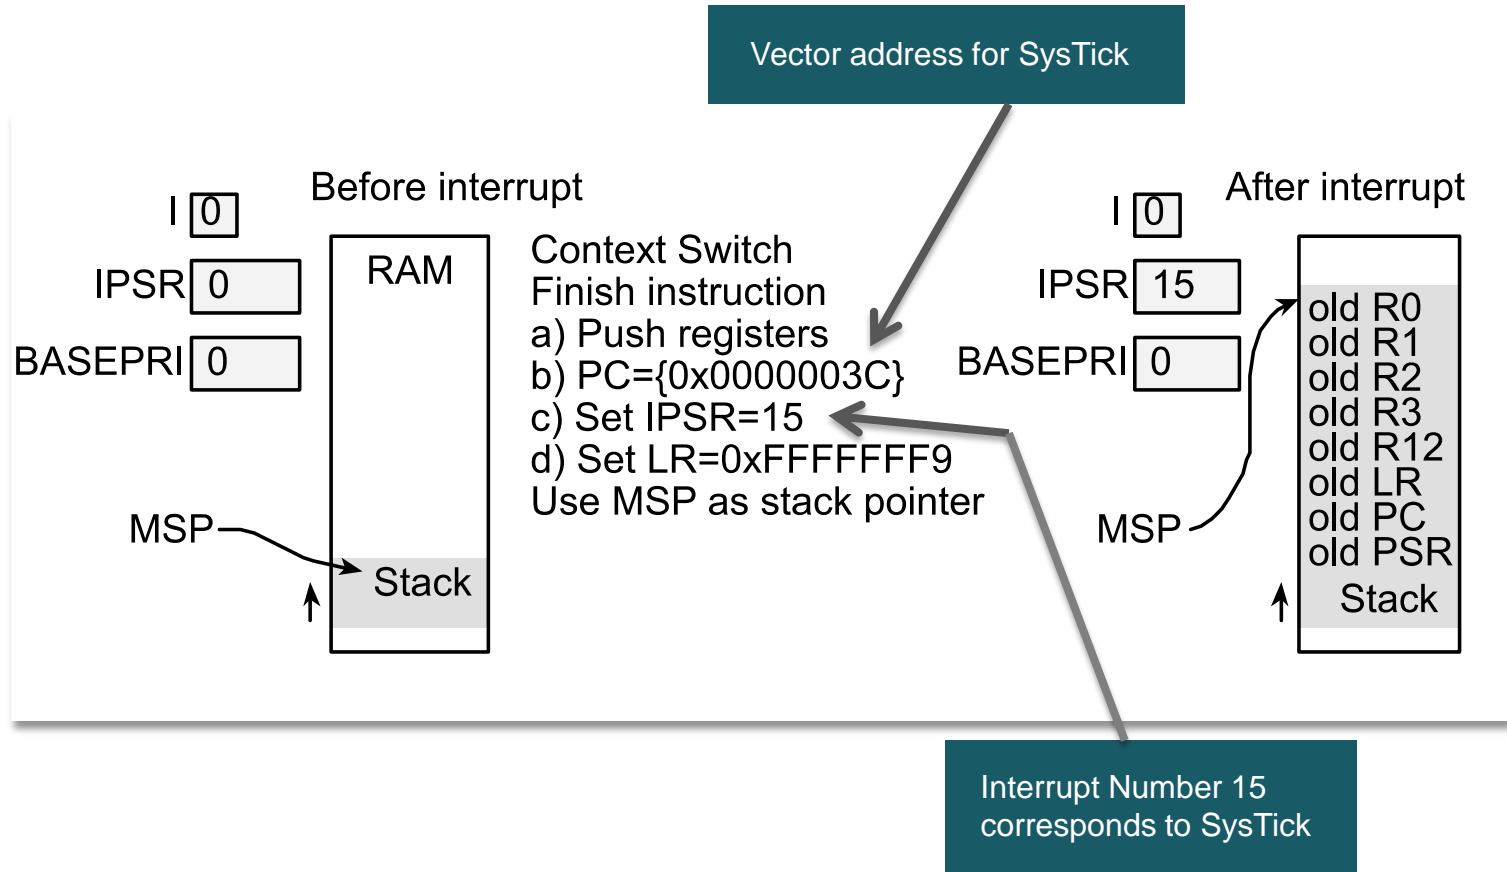 Vector address for SysTick
Before interrupt
I 0
IPSR 0
BASEPRI 0
RAM
MSP
Stack
Context Switch
Finish instruction
a) Push registers
b) PC={0x0000003C}
c) Set IPSR=15
d) Set LR=0xFFFFFFF9
Use MSP as stack pointer
After interrupt
I 0
IPSR 15
BASEPRI 0
MSP
old R0
old R1
old R2
old R3
old R12
old LR
old PC
old PSR
Stack
Interrupt Number 15
corresponds to SysTick